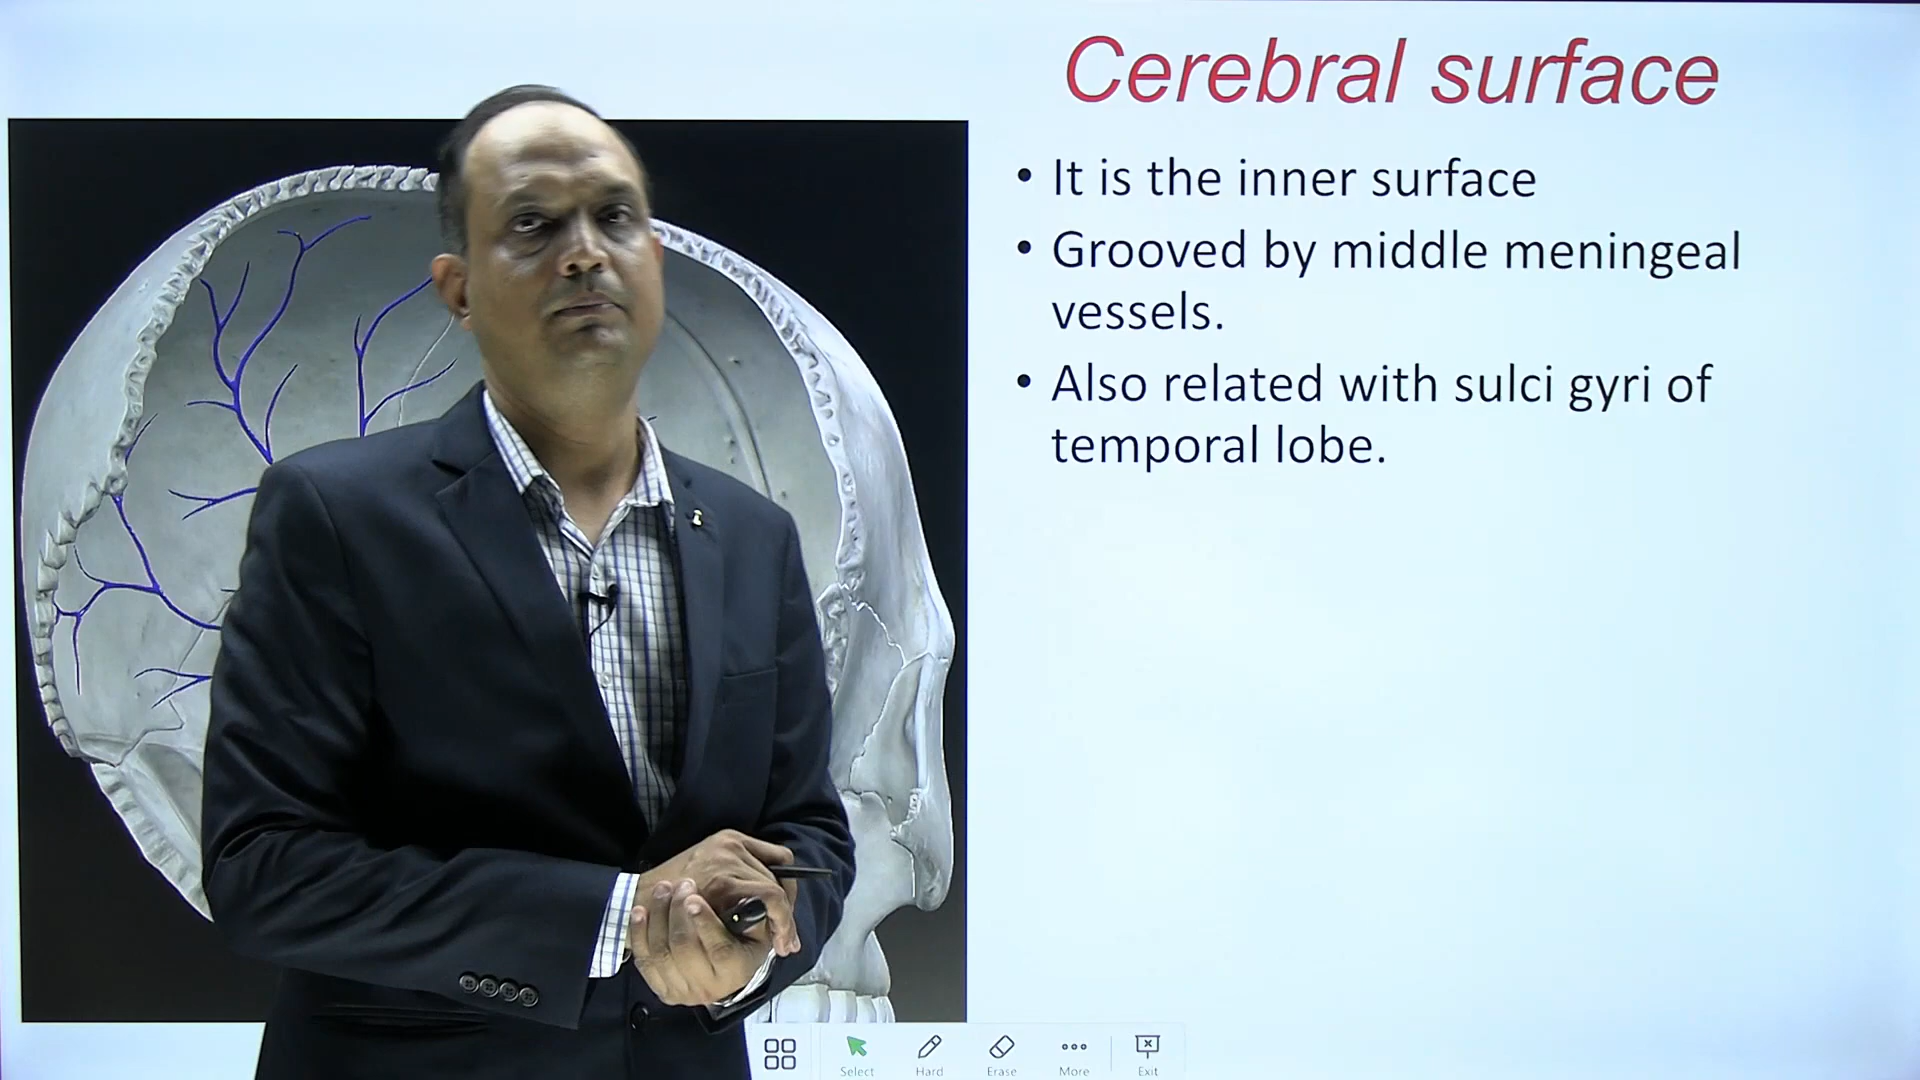 Cerebral surface
• It is the inner surface
• Grooved by middle meningeal
vessels.
• Also related with sulci gyri of
temporal lobe.
Select
Hard
Erase
More
Exit